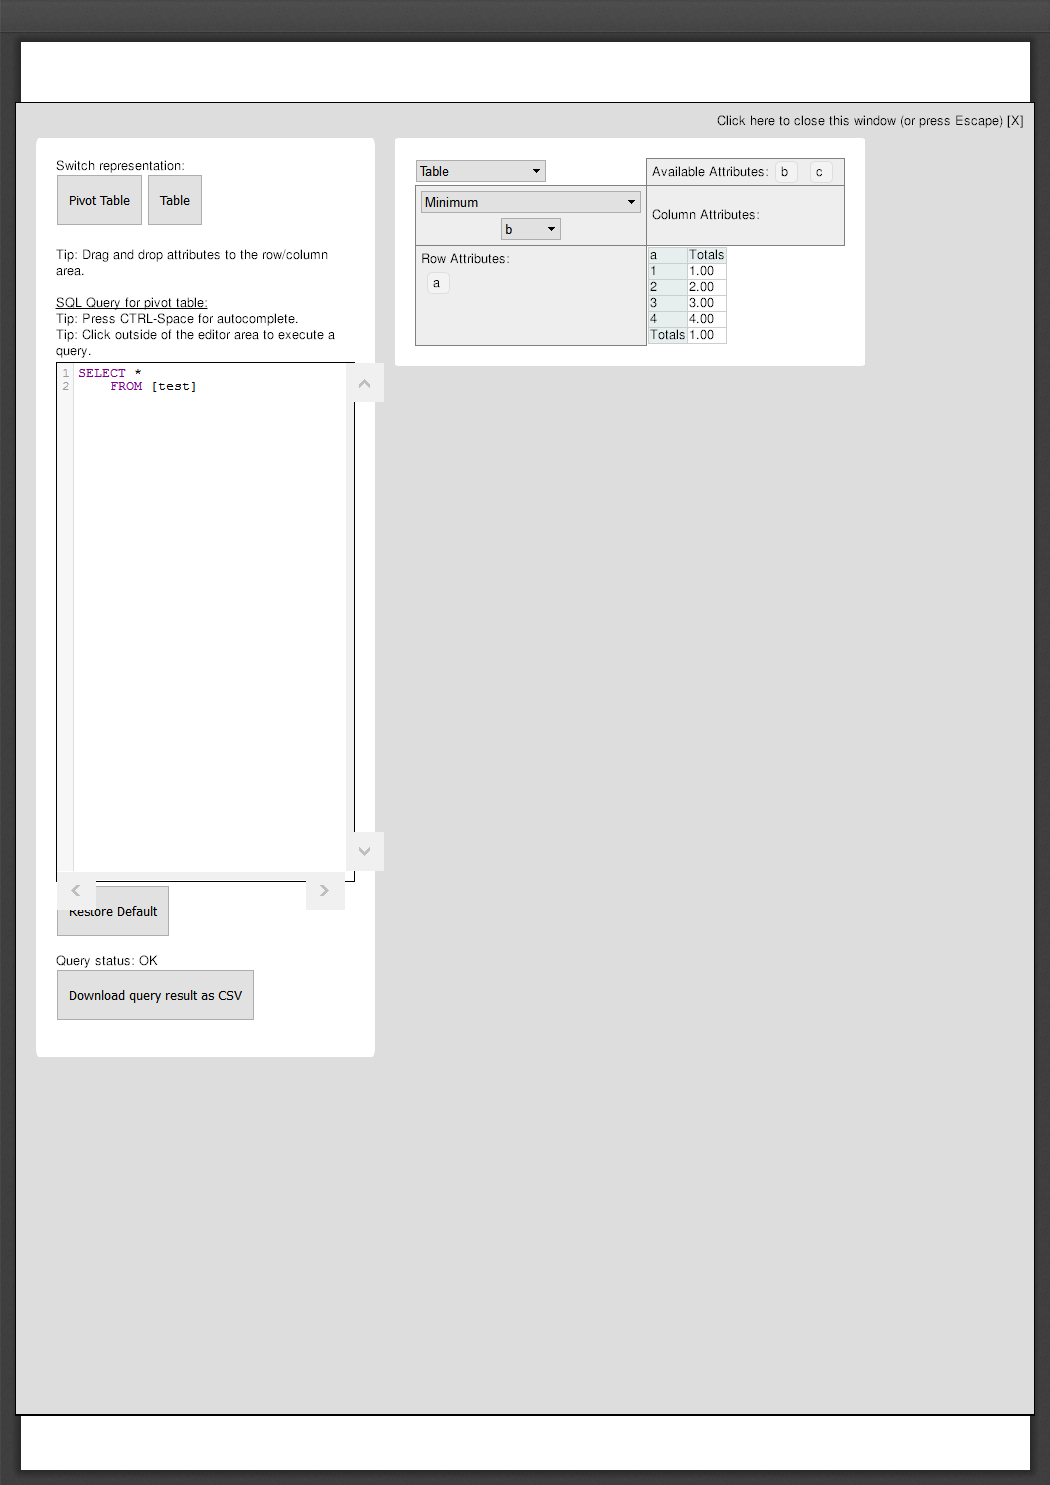 Click here to close this window (or press Escape) [X]
Switch representation:
Pivot Table Table
Tip: Drag and drop attributes to the row/column
area.
SQL Query for pivot table:
Tip: Press CTRL-Space for autocomplete.
Tip: Click outside of the editor area to execute a
query.
1 SELECT *
2 FROM [test]
Restore Default
Query status: OK
Download query result as CSV
Table
Available Attributes: b c
Minimum
b
Column Attributes:
Row Attributes:
a
a Totals
1 1.00
2 2.00
3 3.00
4 4.00
Totals 1.00